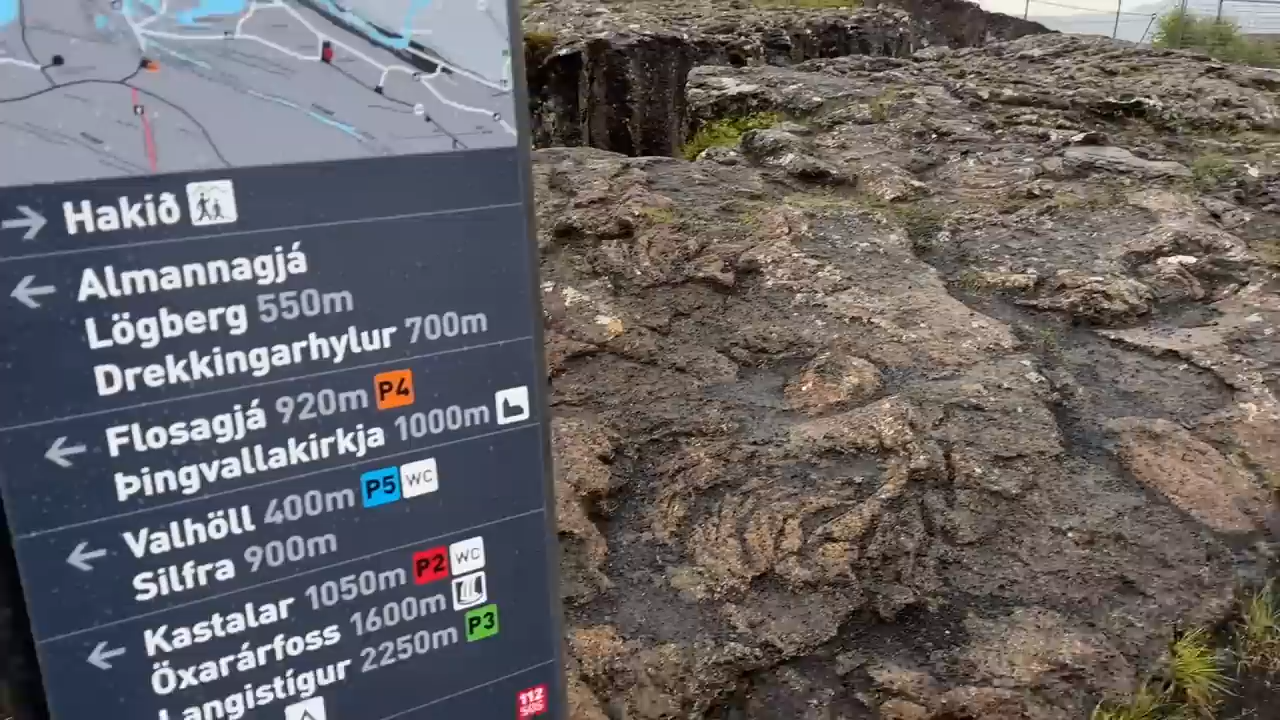 Hakið
Almannagjá
Lögberg 550m
Drekkingarhylur 700m
Flosagjá 920m P4
Þingvallakirkja 1000m
Valhöll 400m P5 WC
Silfra 900m
Kastalar 1050m P2 WC
Öxarárfoss 1600m
Langistígur 2250m P3
112
SOS